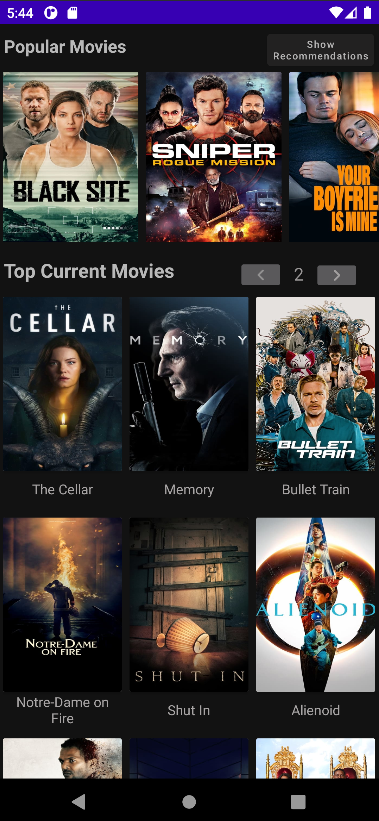 5:44
Popular Movies
Show
Recommendations
BLACK SITE
SNIPER
ROGUE MISSION
YOUR
BOYFRIE
IS MINE
Top Current Movies
2
THE
CELLAR
MEMORY
BULLET
TRAIN
The Cellar
Memory
Bullet Train
NOTRE-DAME
ON FIRE
SHUT IN
ALIENOID
Notre-Dame on
Fire
Shut In
Alienoid